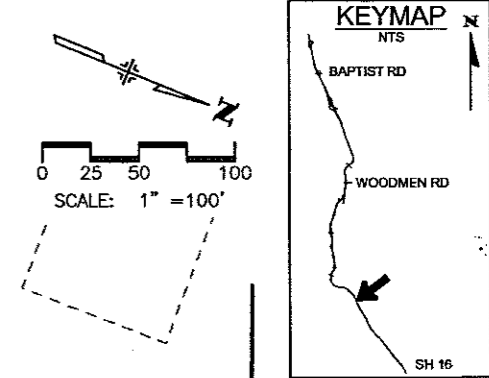 N
0 25 50 100
SCALE: 1" =100'
KEYMAP
NTS
N
BAPTIST RD
WOODMEN RD
SH 16